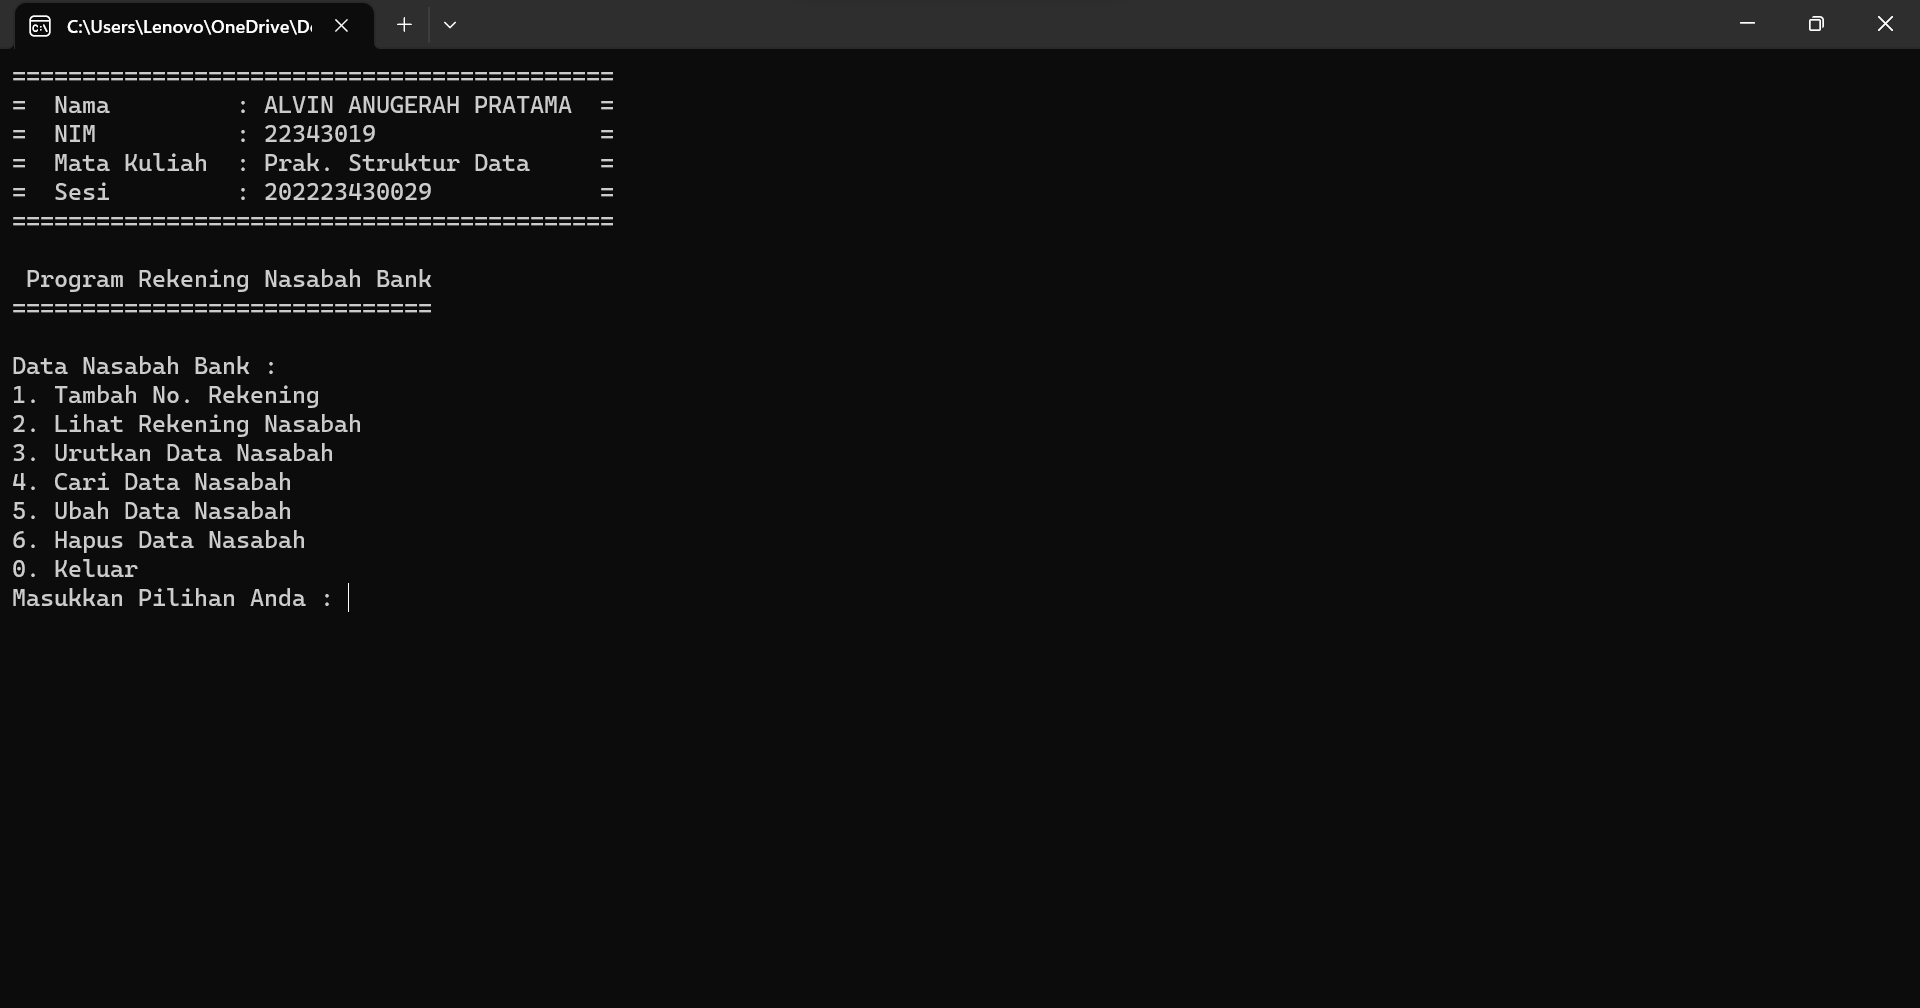 C:\Users\Lenovo\OneDrive\D
===========================================
=  Nama         : ALVIN ANUGERAH PRATAMA  =
=  NIM          : 22343019                =
=  Mata Kuliah  : Prak. Struktur Data     =
=  Sesi         : 202223430029            =
===========================================
 Program Rekening Nasabah Bank
==============================
Data Nasabah Bank :
1. Tambah No. Rekening
2. Lihat Rekening Nasabah
3. Urutkan Data Nasabah
4. Cari Data Nasabah
5. Ubah Data Nasabah
6. Hapus Data Nasabah
0. Keluar
Masukkan Pilihan Anda :